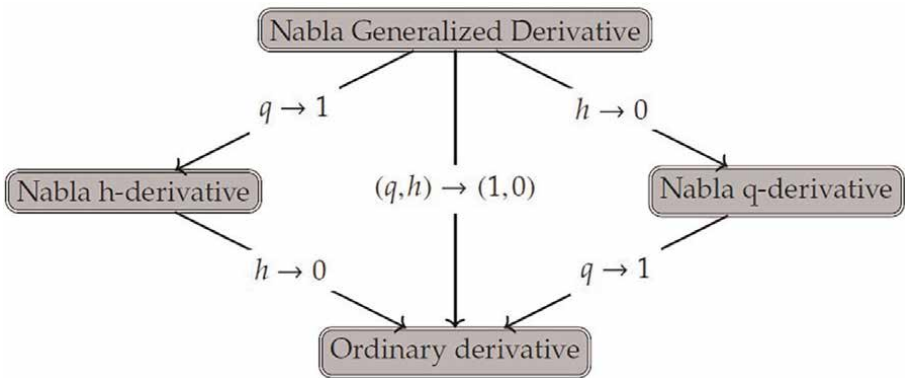 Nabla Generalized Derivative
q → 1
h → 0
Nabla h-derivative
(q,h) → (1,0)
Nabla q-derivative
h → 0
q → 1
Ordinary derivative